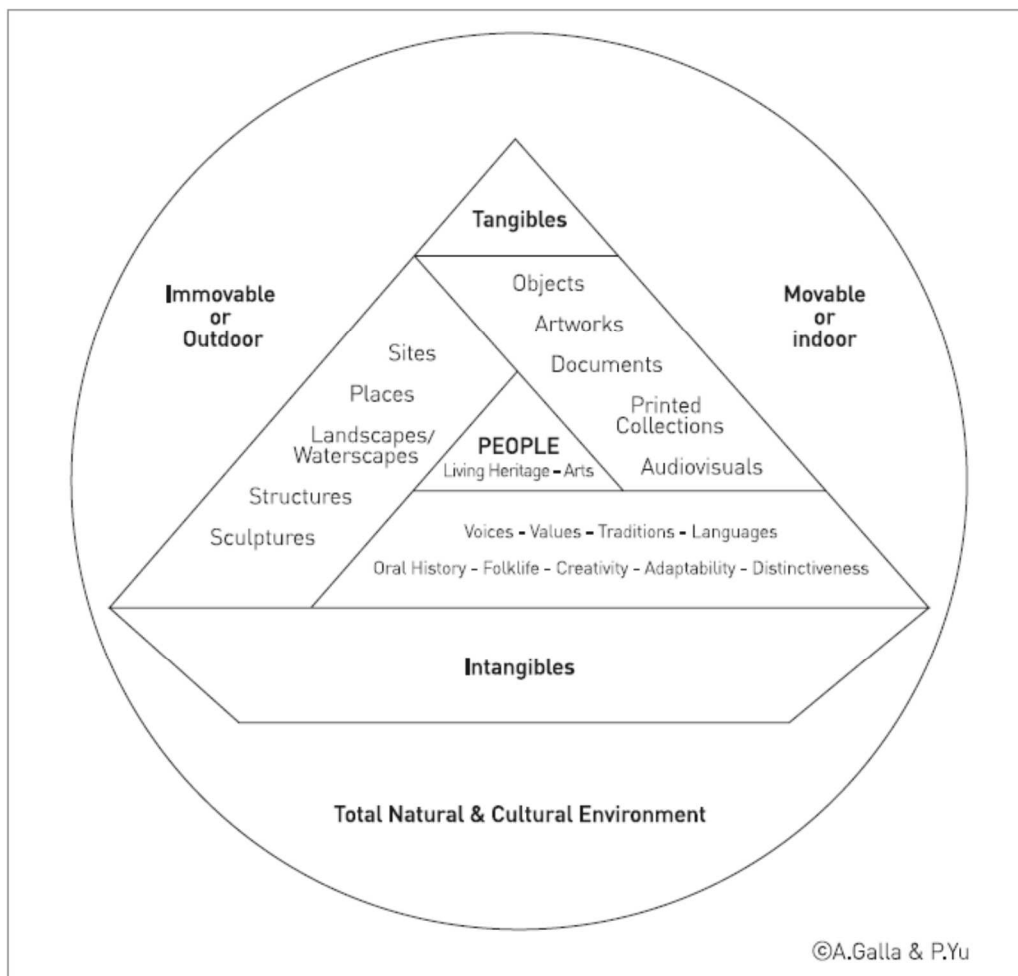 Tangibles
Immovable
or
Outdoor
Movable
or
indoor
Objects
Artworks
Documents
Printed
Collections
Audiovisuals
Sites
Places
Landscapes/
Waterscapes
Structures
Sculptures
PEOPLE
Living Heritage - Arts
Voices - Values - Traditions - Languages
Oral History - Folklife - Creativity - Adaptability - Distinctiveness
Intangibles
Total Natural & Cultural Environment
©A.Galla & P.Yu